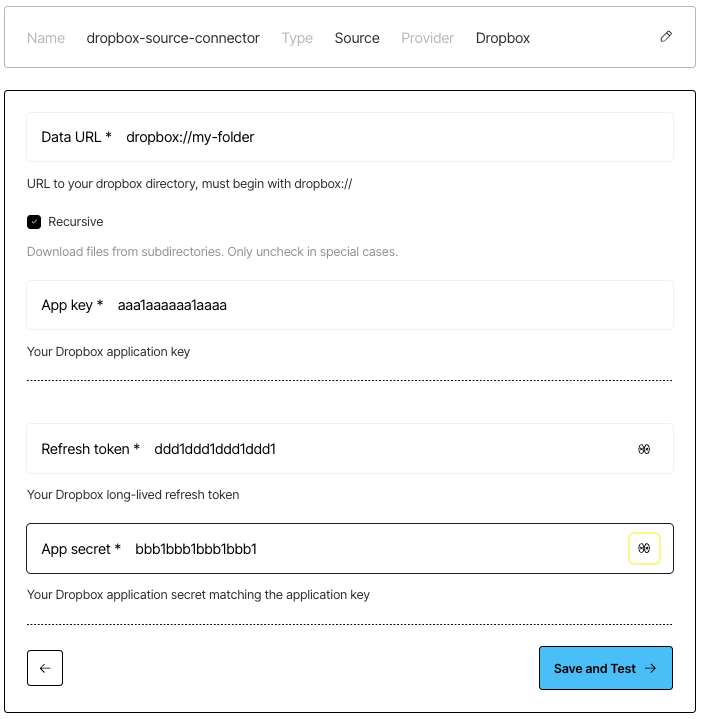 Name dropbox-source-connector Type Source Provider Dropbox
Data URL * dropbox://my-folder
URL to your dropbox directory, must begin with dropbox://
Recursive
Download files from subdirectories. Only uncheck in special cases.
App key * aaa1aaaaaa1aaaa
Your Dropbox application key
Refresh token * ddd1ddd1ddd1ddd1
Your Dropbox long-lived refresh token
App secret * bbb1bbb1bbb1bbb1
Your Dropbox application secret matching the application key
Save and Test